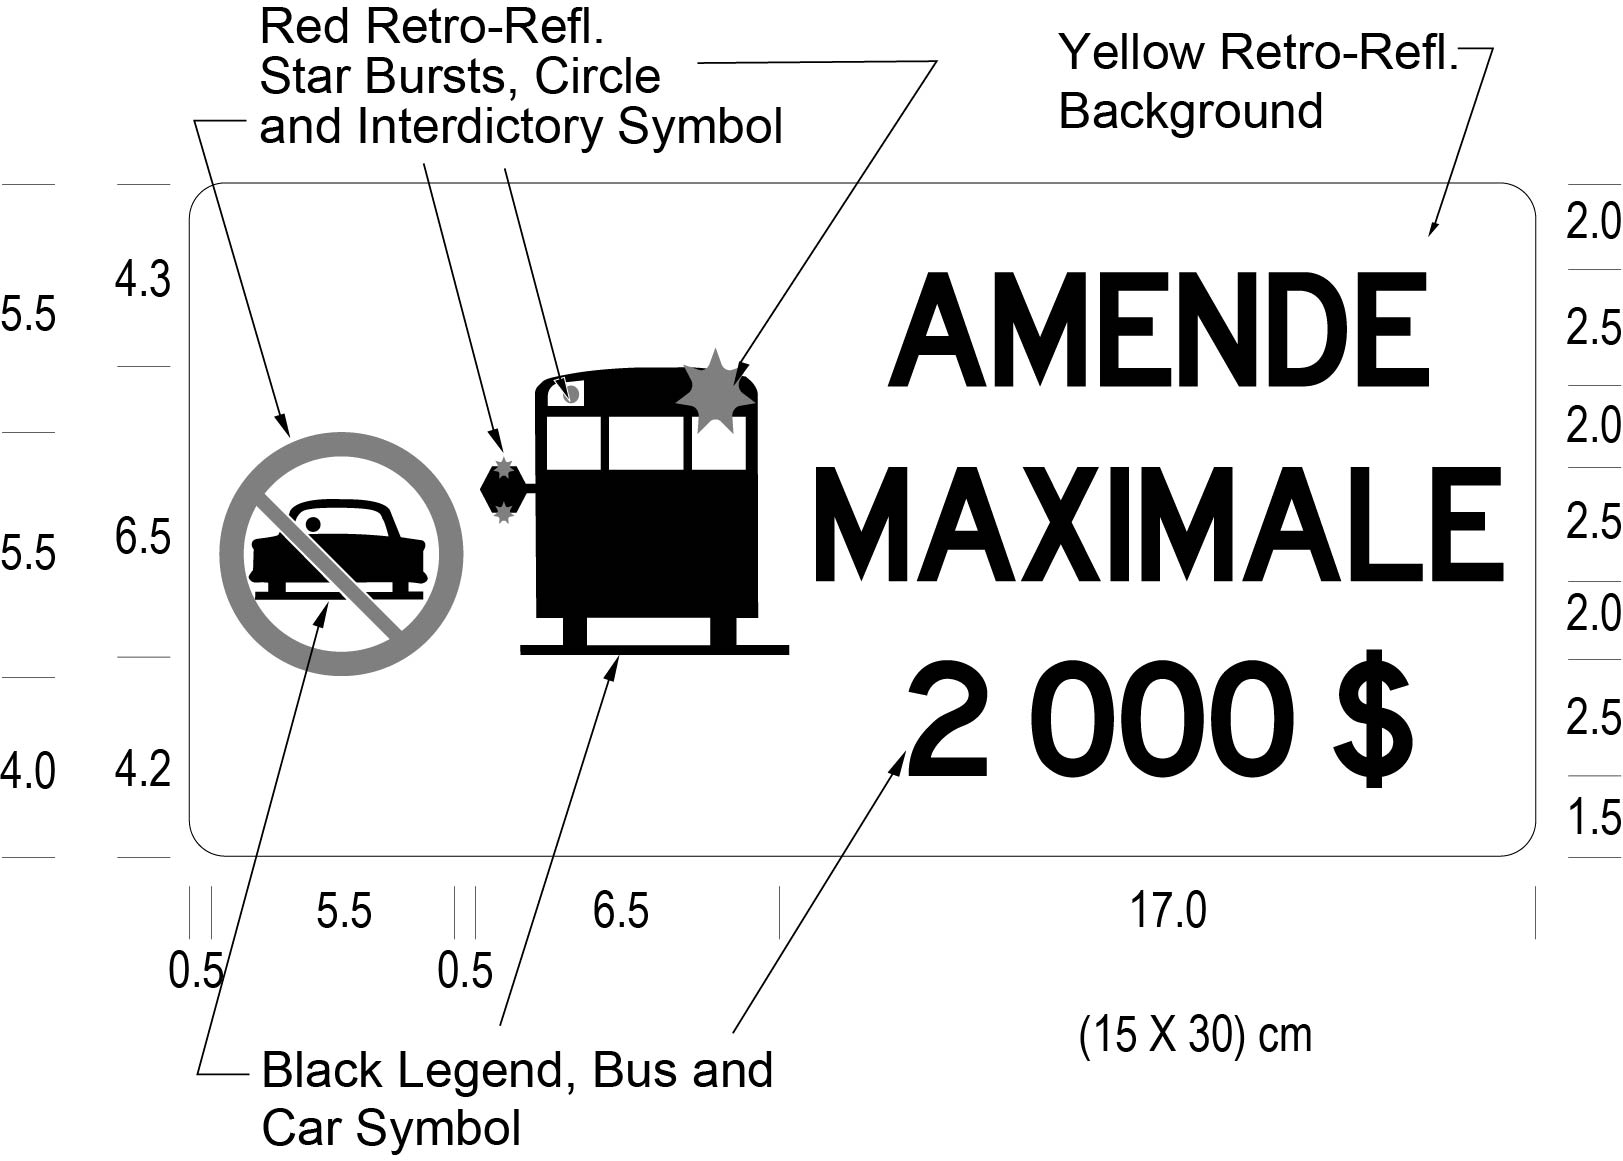 Red Retro-Refl.
Star Bursts, Circle
and Interdictory Symbol
Yellow Retro-Refl.
Background
5.5
5.5
4.0
4.3
6.5
4.2
AMENDE
MAXIMALE
2 000 $
2.0
2.5
2.0
2.5
2.0
2.5
1.5
0.5
5.5
0.5
6.5
17.0
(15 X 30) cm
Black Legend, Bus and
Car Symbol